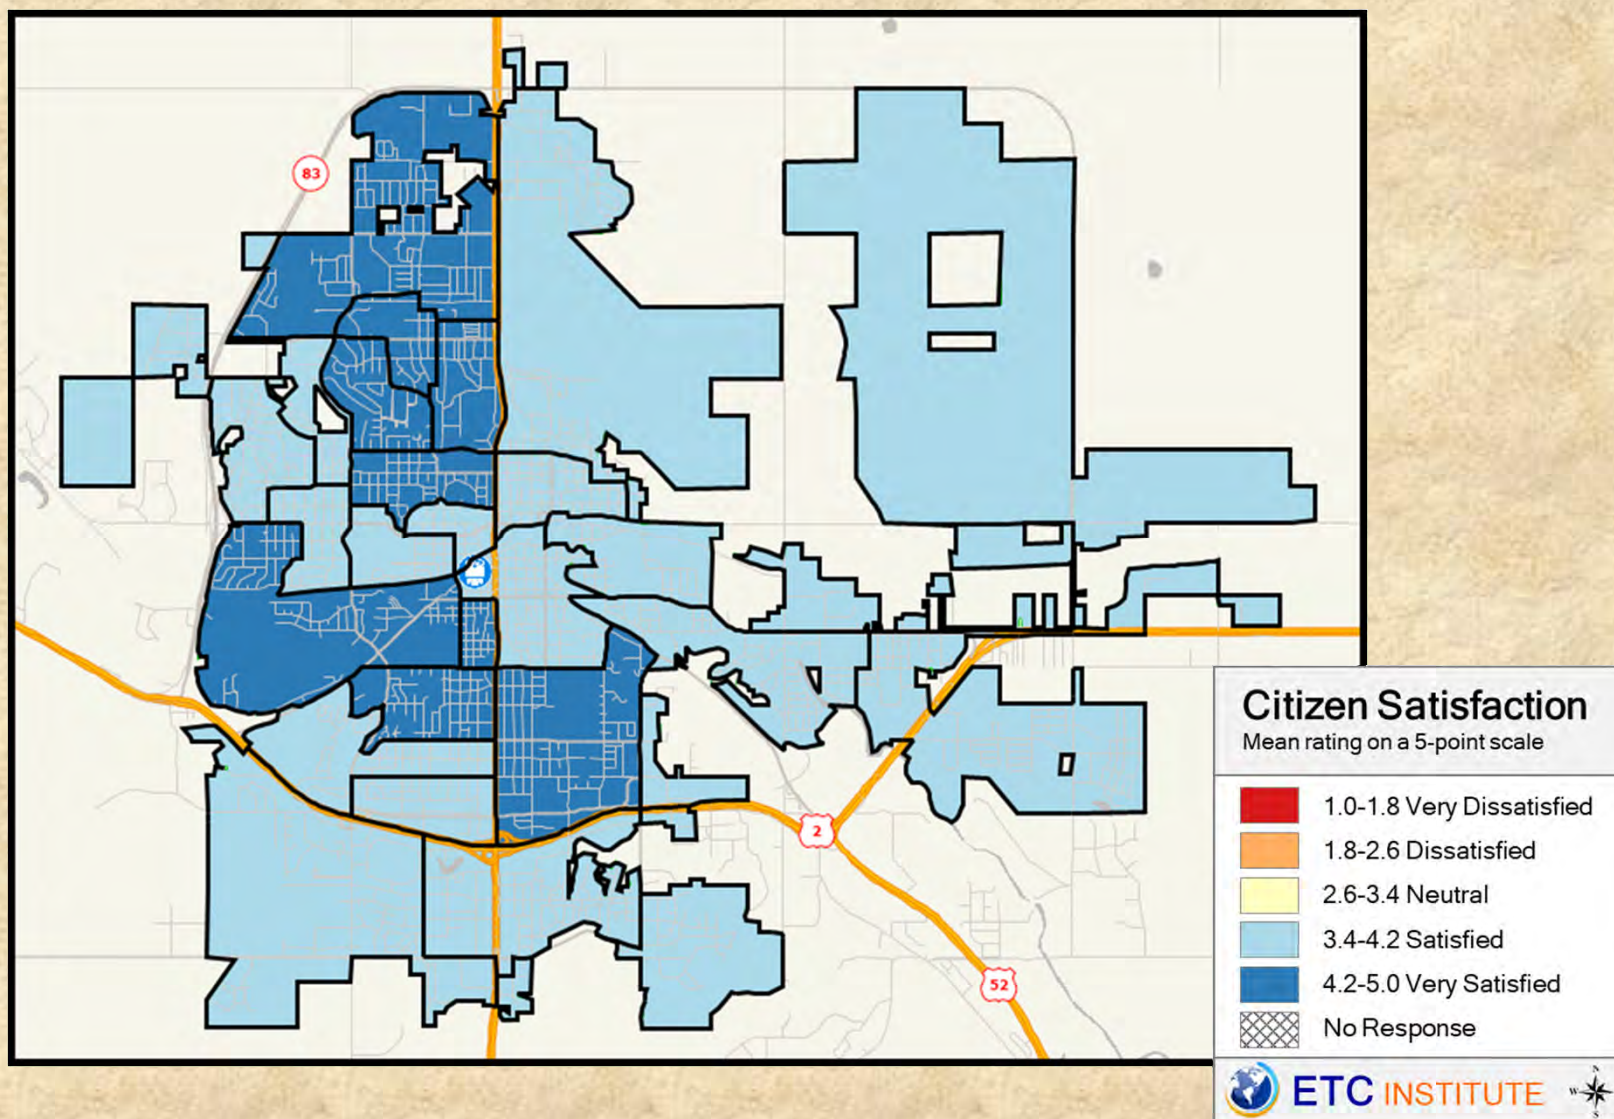 83
2
52
Citizen Satisfaction
Mean rating on a 5-point scale
1.0-1.8 Very Dissatisfied
1.8-2.6 Dissatisfied
2.6-3.4 Neutral
3.4-4.2 Satisfied
4.2-5.0 Very Satisfied
No Response
ETC INSTITUTE
N
W
S